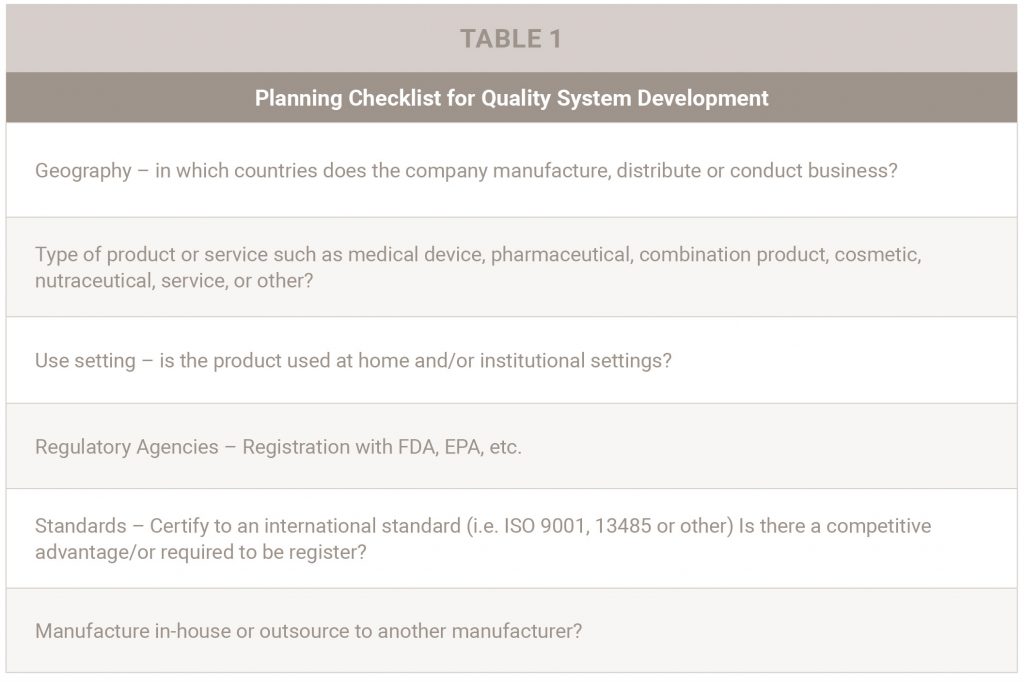 TABLE 1
Planning Checklist for Quality System Development
Geography – in which countries does the company manufacture, distribute or conduct business?
Type of product or service such as medical device, pharmaceutical, combination product, cosmetic,
nutraceutical, service, or other?
Use setting – is the product used at home and/or institutional settings?
Regulatory Agencies – Registration with FDA, EPA, etc.
Standards – Certify to an international standard (i.e. ISO 9001, 13485 or other) Is there a competitive
advantage/or required to be register?
Manufacture in-house or outsource to another manufacturer?